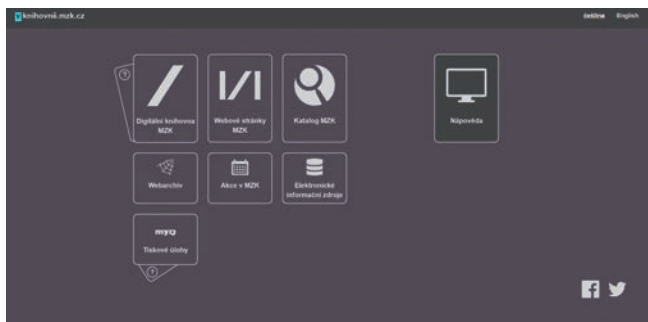 v knihovně.mzk.cz
čeština English
?
Digitální knihovna
MZK
Webové stránky
MZK
Katalog MZK
Nápověda
Webarchiv
Akce v MZK
Elektronické
informační zdroje
myQ
Tiskové úlohy
?